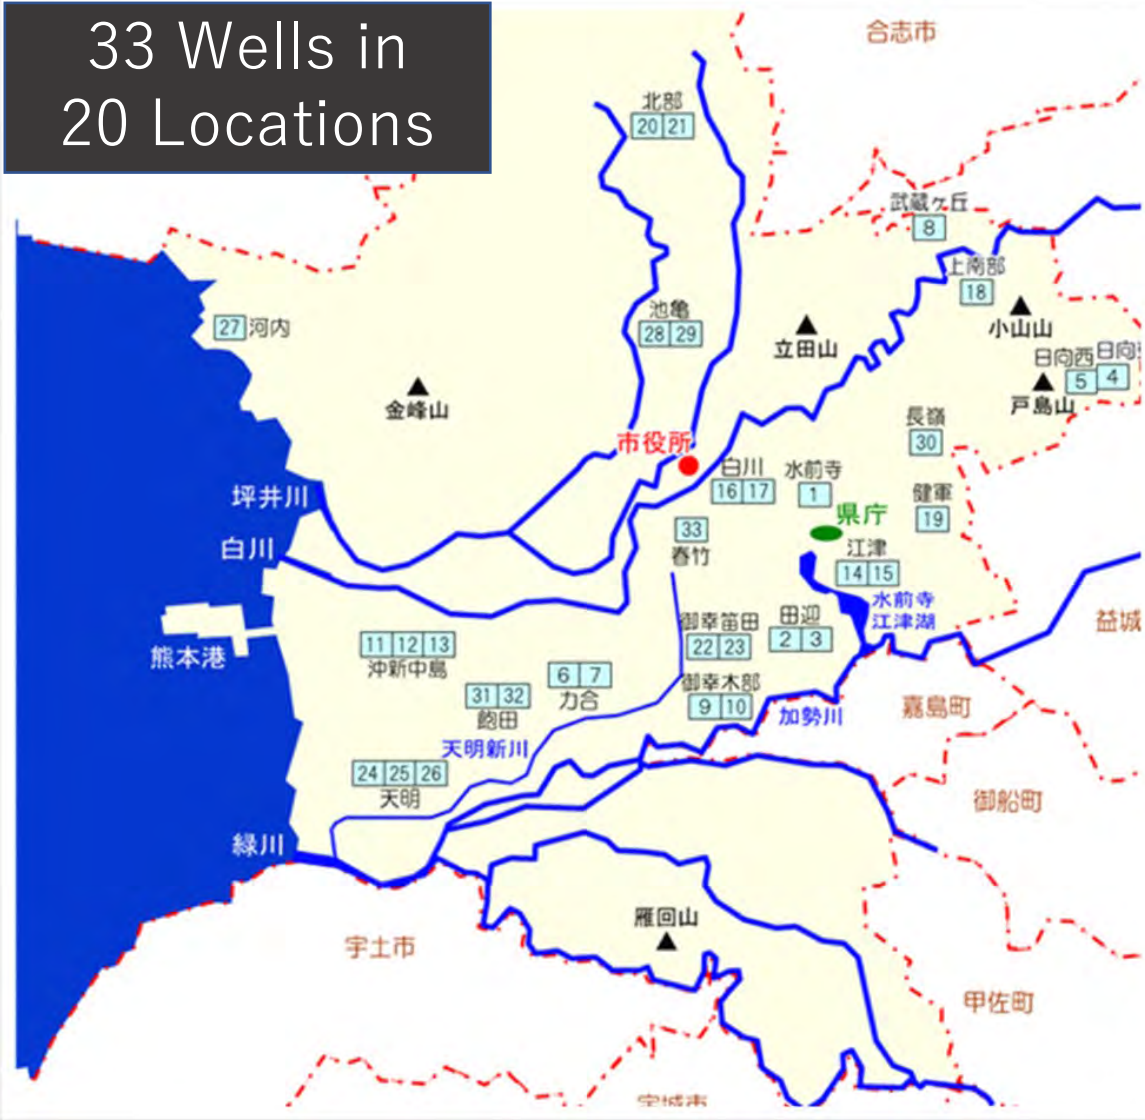 33 Wells in
20 Locations
合志市
北部
20 21
武蔵ヶ丘
8
上南部
18
27 河内
池亀
28 29
立田山
小山山
日向西
5
日向
4
戸島山
金峰山
長嶺
30
市役所
白川
16 17
水前寺
1
健軍
19
坪井川
県庁
33
春竹
白川
江津
14 15
水前寺
江津湖
益城
熊本港
11 12 13
沖新中島
御幸笛田
22 23
田迎
2 3
6 7
力合
31 32
飽田
御幸木部
9 10
加勢川
嘉島町
天明新川
24 25 26
天明
御船町
緑川
雁回山
宇土市
甲佐町
宇城市